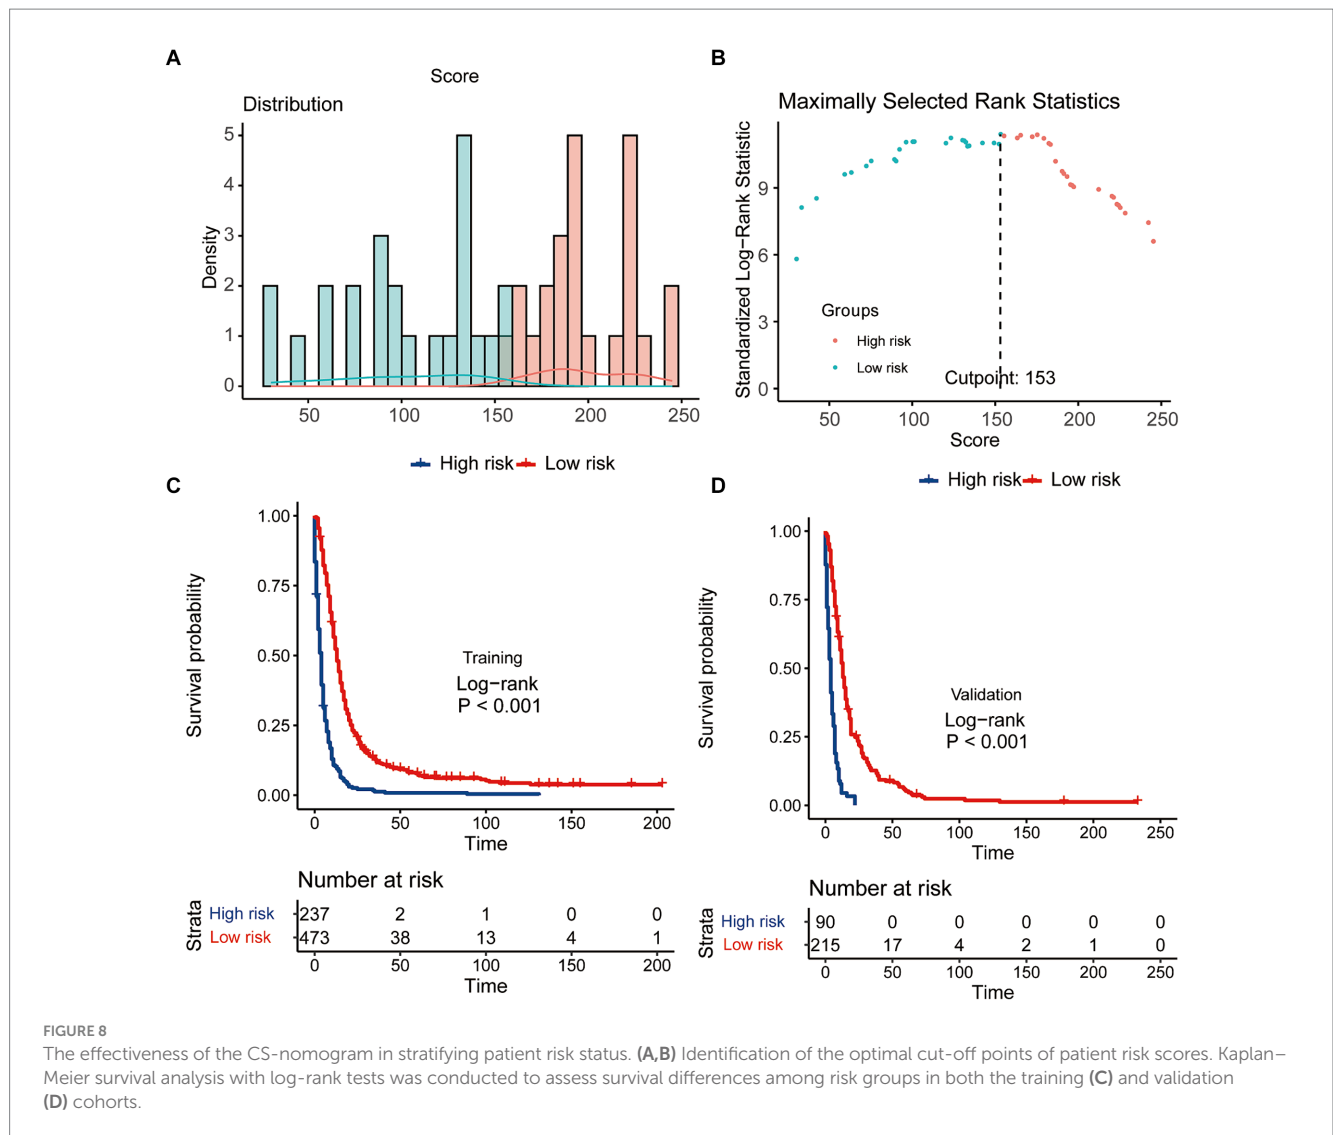 A
Score
Distribution
5
4
3
2
1
0
Density
50 100 150 200 250
B
Maximally Selected Rank Statistics
Standardized Log−Rank Statistic
9
6
3
0
Groups
High risk
Low risk
Cutpoint: 153
50 100 150 200 250
Score
High risk Low risk
C
1.00
0.75
0.50
0.25
0.00
Survival probability
Training
Log−rank
P < 0.001
0 50 100 150 200
Time
Number at risk
Strata
High risk 237 2 1 0 0
Low risk 473 38 13 4 1
0 50 100 150 200
Time
High risk Low risk
D
1.00
0.75
0.50
0.25
0.00
Survival probability
Validation
Log−rank
P < 0.001
0 50 100 150 200 250
Time
Number at risk
Strata
High risk 90 0 0 0 0 0
Low risk 215 17 4 2 1 0
0 50 100 150 200 250
Time
FIGURE 8
The effectiveness of the CS-nomogram in stratifying patient risk status. (A,B) Identification of the optimal cut-off points of patient risk scores. Kaplan–
Meier survival analysis with log-rank tests was conducted to assess survival differences among risk groups in both the training (C) and validation
(D) cohorts.